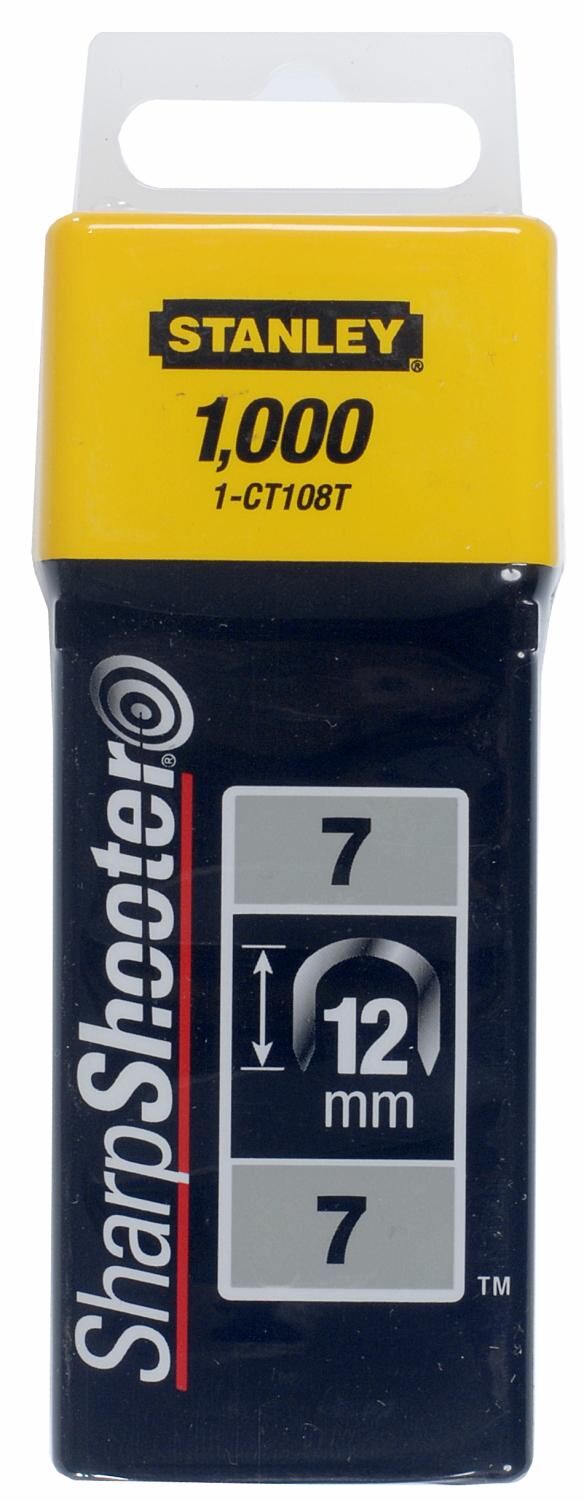 STANLEY®
1,000
1-CT108T
SharpShooter®
7
12
mm
7
TM